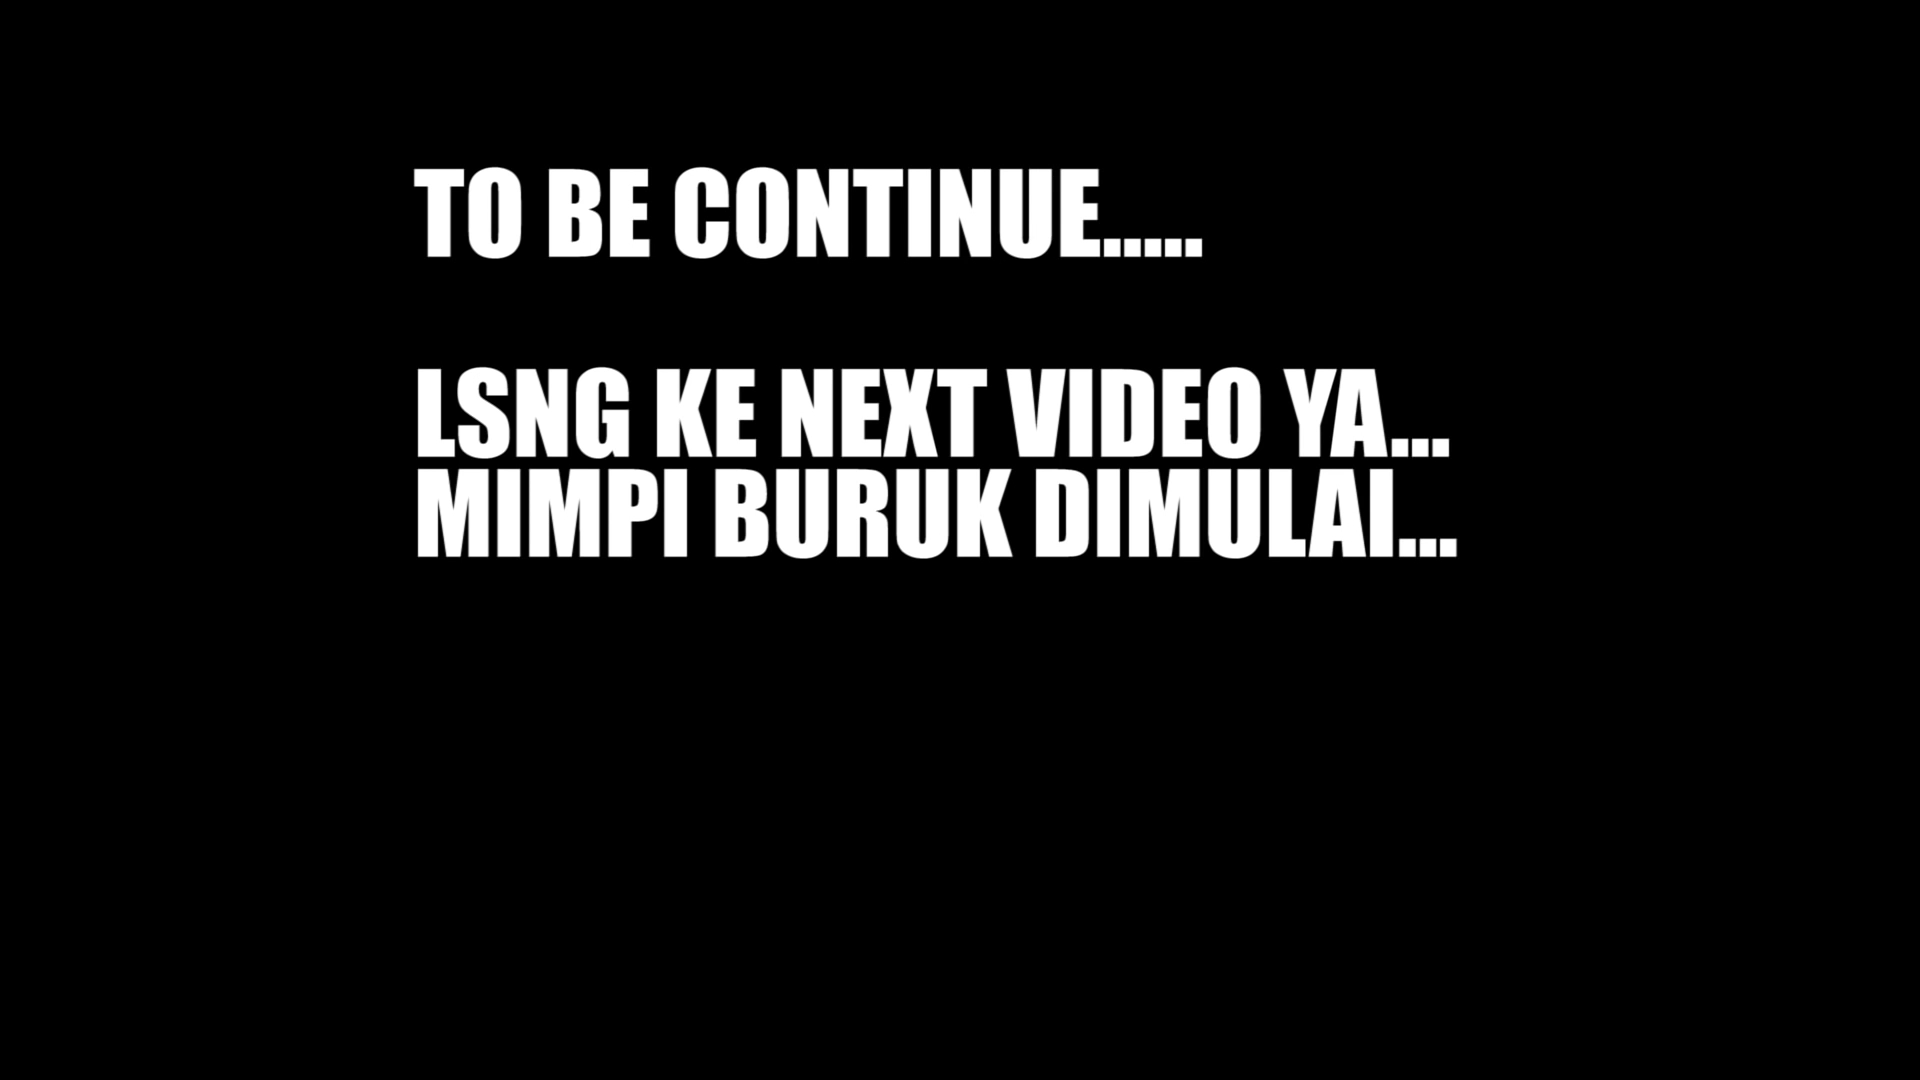 TO BE CONTINUE.....
LSNG KE NEXT VIDEO YA...
MIMPI BURUK DIMULAI...